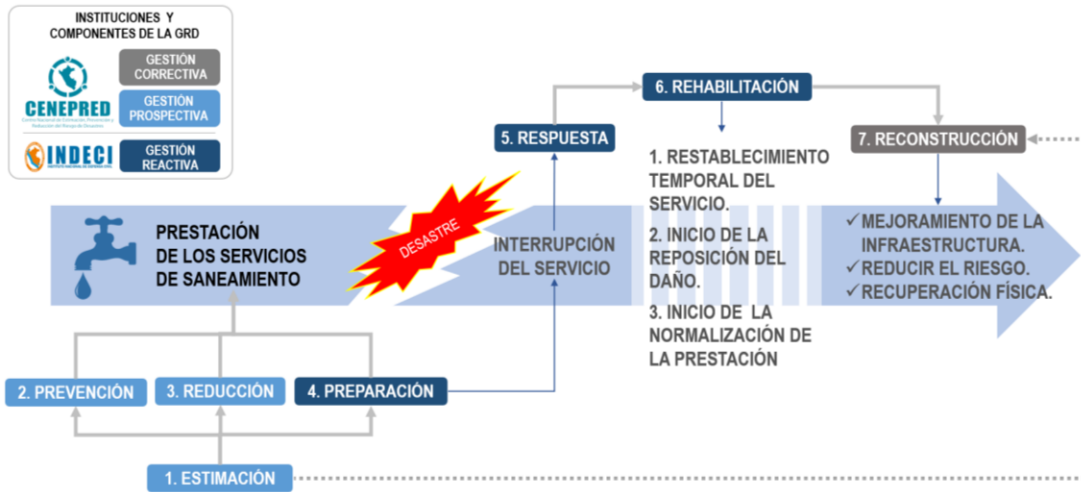 INSTITUCIONES Y
COMPONENTES DE LA GRD
CENEPRED
GESTIÓN
CORRECTIVA
GESTIÓN
PROSPECTIVA
INDECI
GESTIÓN
REACTIVA
6. REHABILITACIÓN
5. RESPUESTA
7. RECONSTRUCCIÓN
PRESTACIÓN
DE LOS SERVICIOS
DE SANEAMIENTO
DESASTRE
INTERRUPCIÓN
DEL SERVICIO
1. RESTABLECIMIENTO
TEMPORAL DEL
SERVICIO.
2. INICIO DE LA
REPOSICIÓN DEL
DAÑO.
3. INICIO DE LA
NORMALIZACIÓN DE
LA PRESTACIÓN
✓MEJORAMIENTO DE LA
INFRAESTRUCTURA.
✓REDUCIR EL RIESGO.
✓RECUPERACIÓN FÍSICA.
2. PREVENCIÓN
3. REDUCCIÓN
4. PREPARACIÓN
1. ESTIMACIÓN